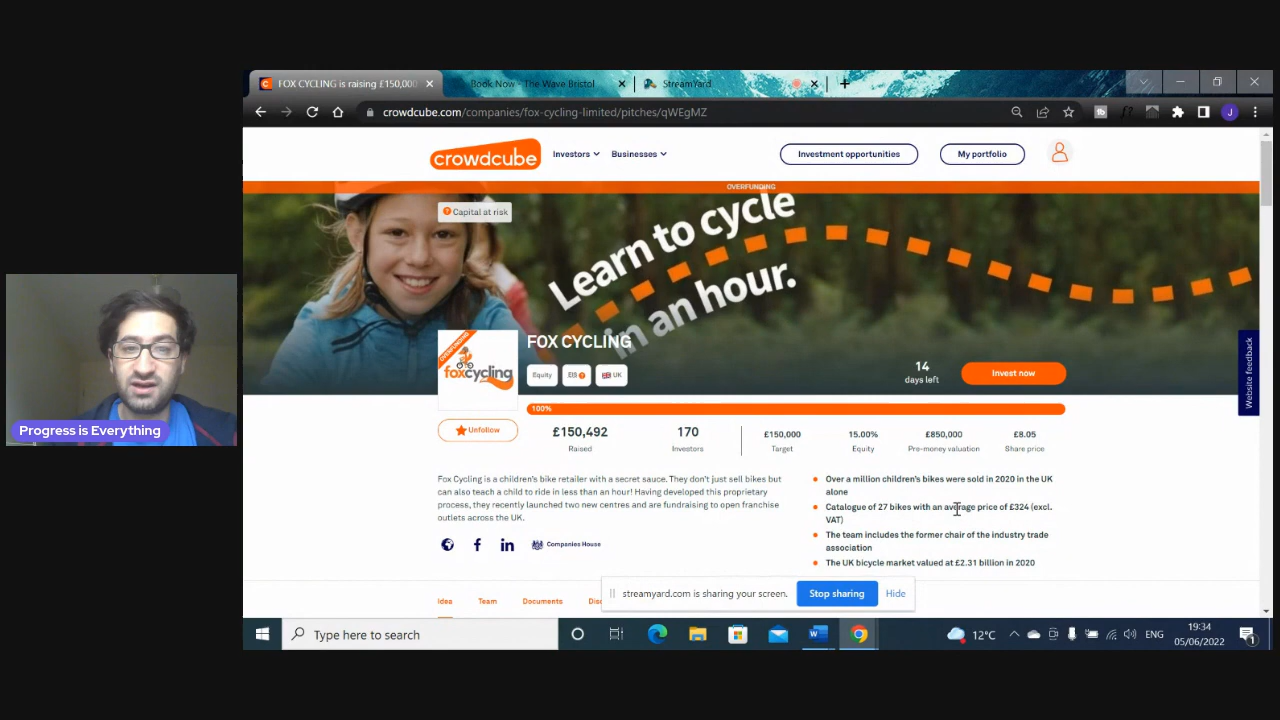 FOX CYCLING is raising £150,000
Book Now - The Wave Bristol
StreamYard
crowdcube.com/companies/fox-cycling-limited/pitches/qWEgMZ
J
crowdcube
Investors
Businesses
Investment opportunities
My portfolio
OVERFUNDING
Capital at risk
Learn to cycle
in an hour.
OVERFUNDING
foxcycling
FOX CYCLING
Equity
EIS
UK
14
days left
Invest now
Website feedback
100%
Unfollow
£150,492
Raised
170
Investors
£150,000
Target
15.00%
Equity
£850,000
Pre-money valuation
£8.05
Share price
Fox Cycling is a children's bike retailer with a secret sauce. They don't just sell bikes but
can also teach a child to ride in less than an hour! Having developed this proprietary
process, they recently launched two new centres and are fundraising to open franchise
outlets across the UK.
Over a million children's bikes were sold in 2020 in the UK
alone
Catalogue of 27 bikes with an average price of £324 (excl.
VAT)
The team includes the former chair of the industry trade
association
The UK bicycle market valued at £2.31 billion in 2020
Companies House
Idea
Team
Documents
streamyard.com is sharing your screen.
Stop sharing
Hide
Progress is Everything
Type here to search
12°C
ENG
19:34
05/06/2022
1